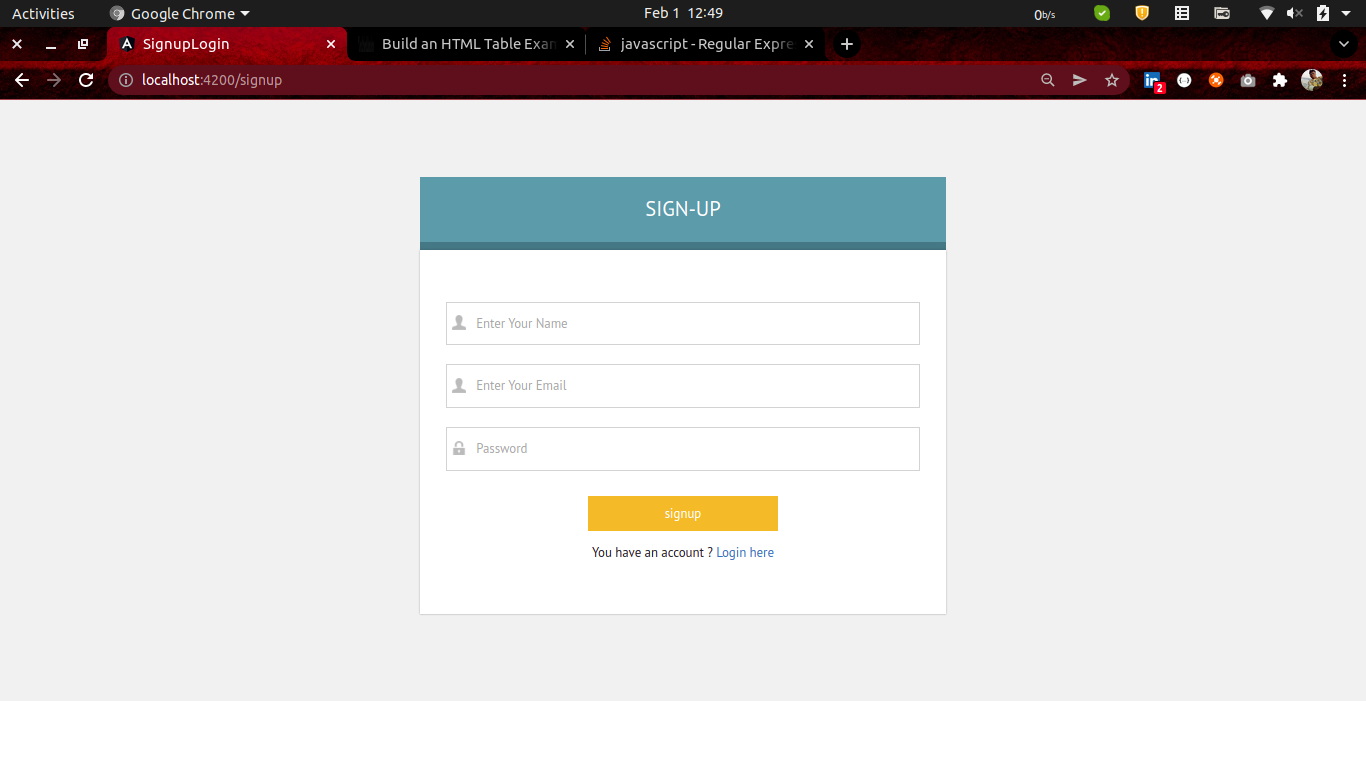 Activities Google Chrome Feb 1 12:49 0b/s
SignupLogin Build an HTML Table Exan javascript - Regular Expre
localhost:4200/signup 2
SIGN-UP
Enter Your Name
Enter Your Email
Password
signup
You have an account ? Login here